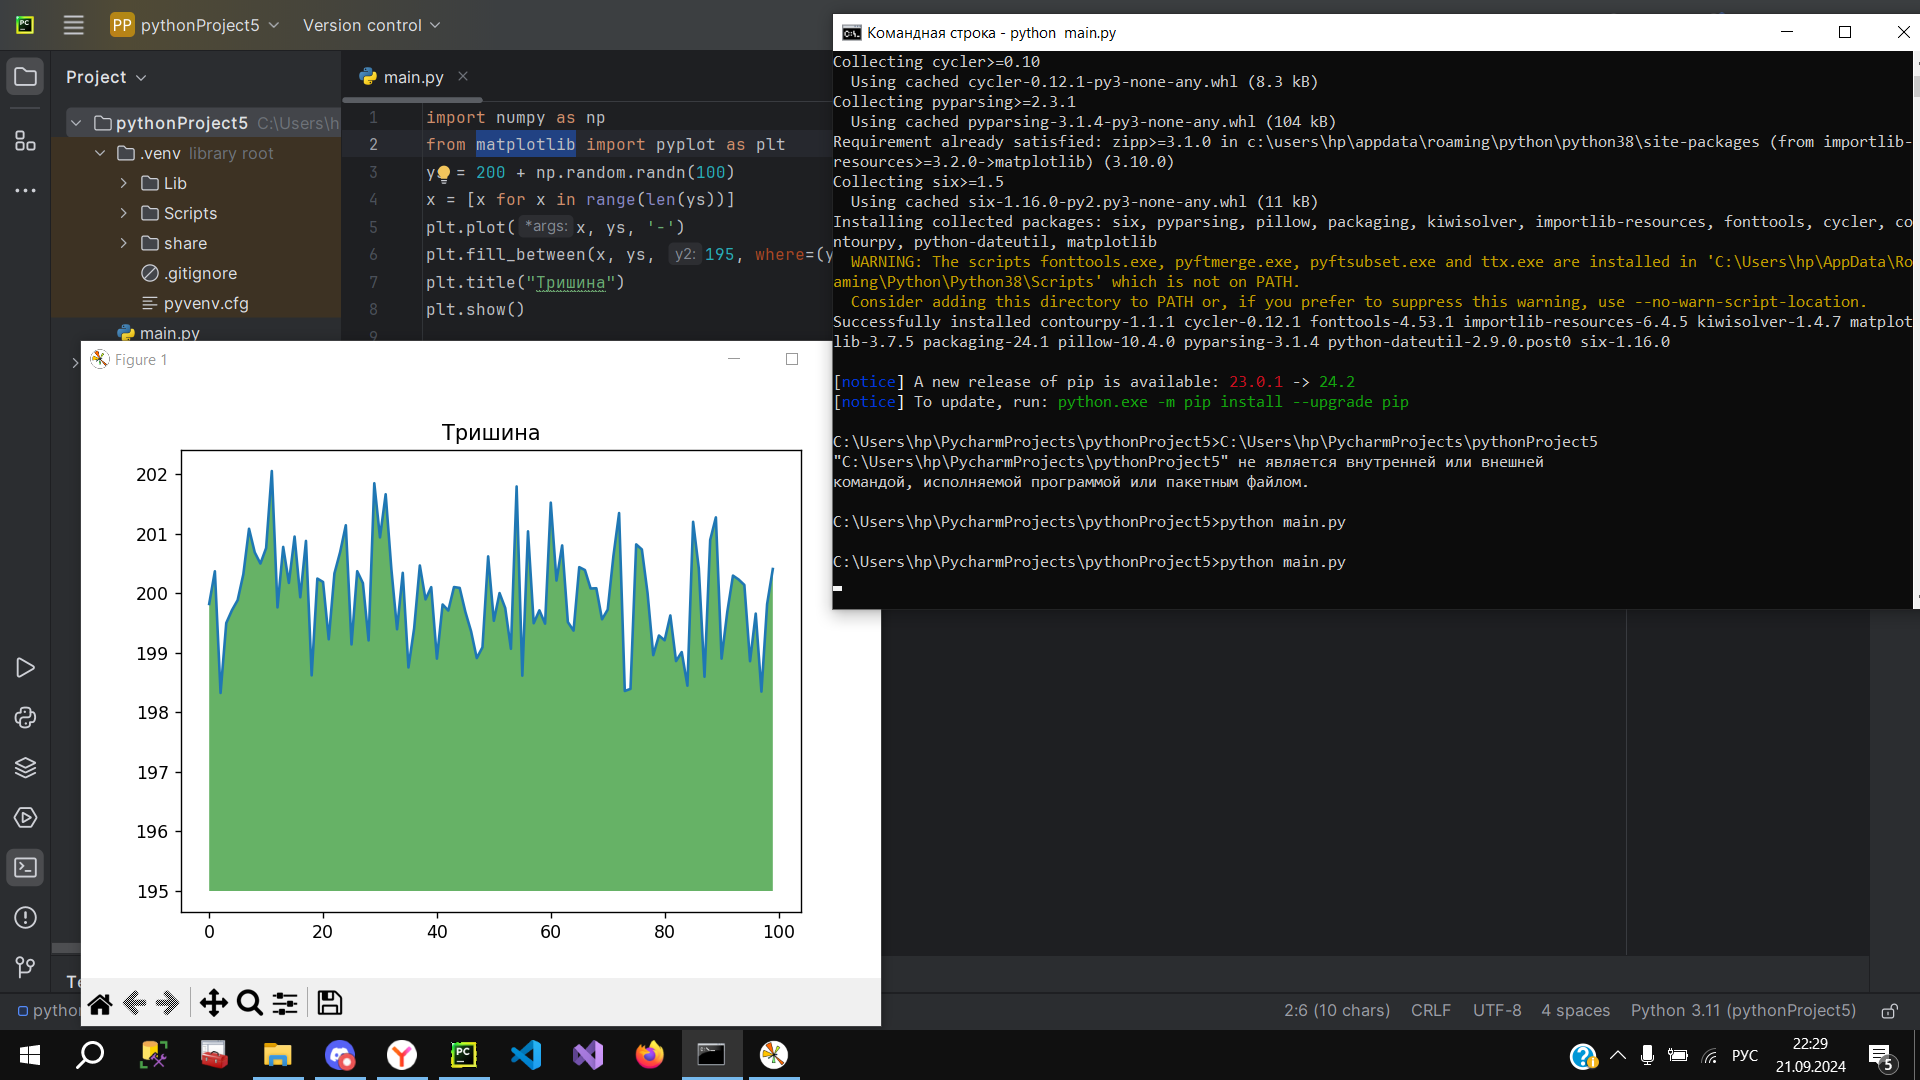 PP pythonProject5 Version control
Project
pythonProject5 C:\Users\h
.venv library root
Lib
Scripts
share
.gitignore
pyvenv.cfg
main.py
main.py
1 import numpy as np
2 from matplotlib import pyplot as plt
3 y = 200 + np.random.randn(100)
4 x = [x for x in range(len(ys))]
5 plt.plot( *args: x, ys, '-')
6 plt.fill_between(x, ys, y2: 195, where=(y
7 plt.title("Тришина")
8 plt.show()
9
Командная строка - python main.py
Collecting cycler>=0.10
Using cached cycler-0.12.1-py3-none-any.whl (8.3 kB)
Collecting pyparsing>=2.3.1
Using cached pyparsing-3.1.4-py3-none-any.whl (104 kB)
Requirement already satisfied: zipp>=3.1.0 in c:\users\hp\appdata\roaming\python\python38\site-packages (from importlib-
resources>=3.2.0->matplotlib) (3.10.0)
Collecting six>=1.5
Using cached six-1.16.0-py2.py3-none-any.whl (11 kB)
Installing collected packages: six, pyparsing, pillow, packaging, kiwisolver, importlib-resources, fonttools, cycler, co
ntourpy, python-dateutil, matplotlib
WARNING: The scripts fonttools.exe, pyftmerge.exe, pyftsubset.exe and ttx.exe are installed in 'C:\Users\hp\AppData\Ro
aming\Python\Python38\Scripts' which is not on PATH.
Consider adding this directory to PATH or, if you prefer to suppress this warning, use --no-warn-script-location.
Successfully installed contourpy-1.1.1 cycler-0.12.1 fonttools-4.53.1 importlib-resources-6.4.5 kiwisolver-1.4.7 matplot
lib-3.7.5 packaging-24.1 pillow-10.4.0 pyparsing-3.1.4 python-dateutil-2.9.0.post0 six-1.16.0
[notice] A new release of pip is available: 23.0.1 -> 24.2
[notice] To update, run: python.exe -m pip install --upgrade pip
C:\Users\hp\PycharmProjects\pythonProject5>C:\Users\hp\PycharmProjects\pythonProject5
"C:\Users\hp\PycharmProjects\pythonProject5" не является внутренней или внешней
командой, исполняемой программой или пакетным файлом.
C:\Users\hp\PycharmProjects\pythonProject5>python main.py
C:\Users\hp\PycharmProjects\pythonProject5>python main.py
Figure 1
Тришина
202
201
200
199
198
197
196
195
0 20 40 60 80 100
Te
pytho
2:6 (10 chars) CRLF UTF-8 4 spaces Python 3.11 (pythonProject5)
РУС
22:29
21.09.2024
5